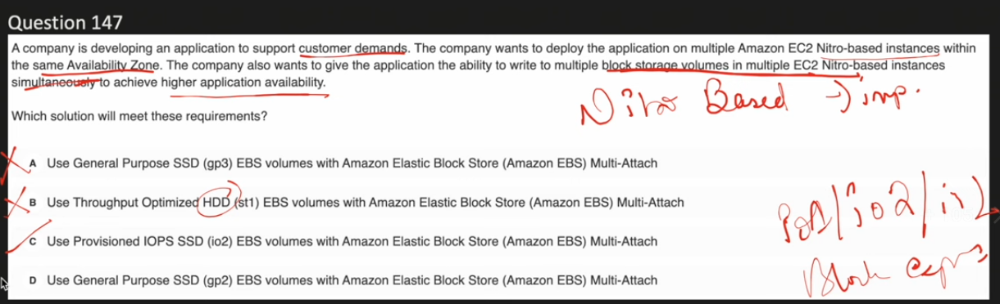 Question 147
A company is developing an application to support customer demands. The company wants to deploy the application on multiple Amazon EC2 Nitro-based instances within
the same Availability Zone. The company also wants to give the application the ability to write to multiple block storage volumes in multiple EC2 Nitro-based instances
simultaneously to achieve higher application availability.
Nitro Based → imp.
Which solution will meet these requirements?
A Use General Purpose SSD (gp3) EBS volumes with Amazon Elastic Block Store (Amazon EBS) Multi-Attach
B Use Throughput Optimized HDD (st1) EBS volumes with Amazon Elastic Block Store (Amazon EBS) Multi-Attach
io2
C Use Provisioned IOPS SSD (io2) EBS volumes with Amazon Elastic Block Store (Amazon EBS) Multi-Attach
Block
D Use General Purpose SSD (gp2) EBS volumes with Amazon Elastic Block Store (Amazon EBS) Multi-Attach